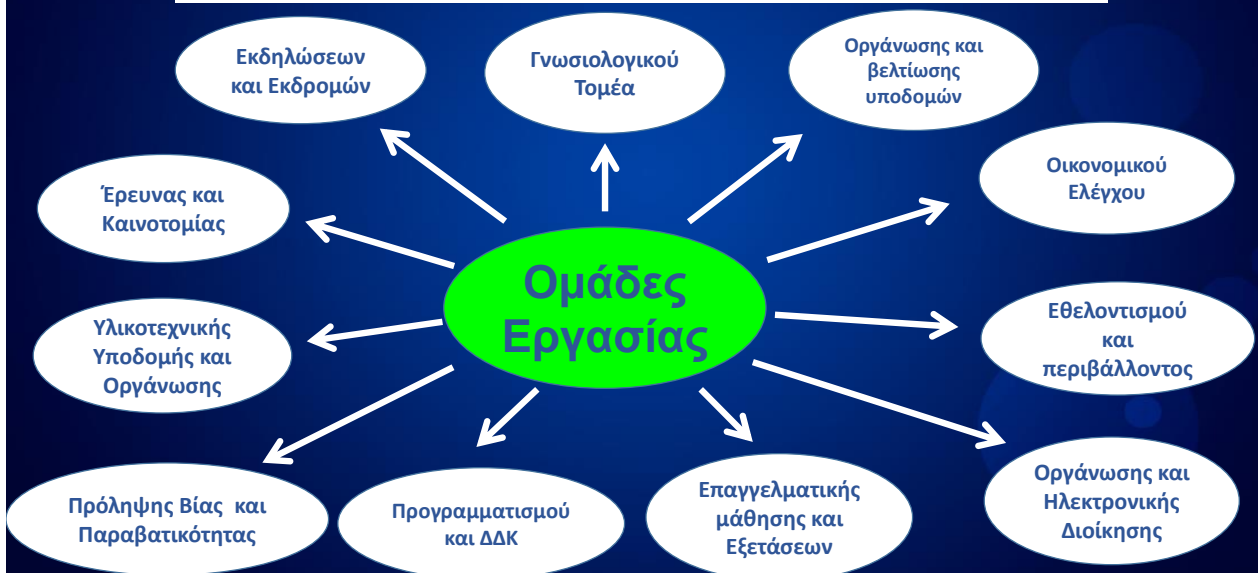 Εκδηλώσεων
και Εκδρομών
Γνωσιολογικού
Τομέα
Οργάνωσης και
βελτίωσης
υποδομών
Έρευνας και
Καινοτομίας
Οικονομικού
Ελέγχου
Ομάδες
Εργασίας
Υλικοτεχνικής
Υποδομής και
Οργάνωσης
Εθελοντισμού
και
περιβάλλοντος
Πρόληψης Βίας και
Παραβατικότητας
Προγραμματισμού
και ΔΔΚ
Επαγγελματικής
μάθησης και
Εξετάσεων
Οργάνωσης και
Ηλεκτρονικής
Διοίκησης